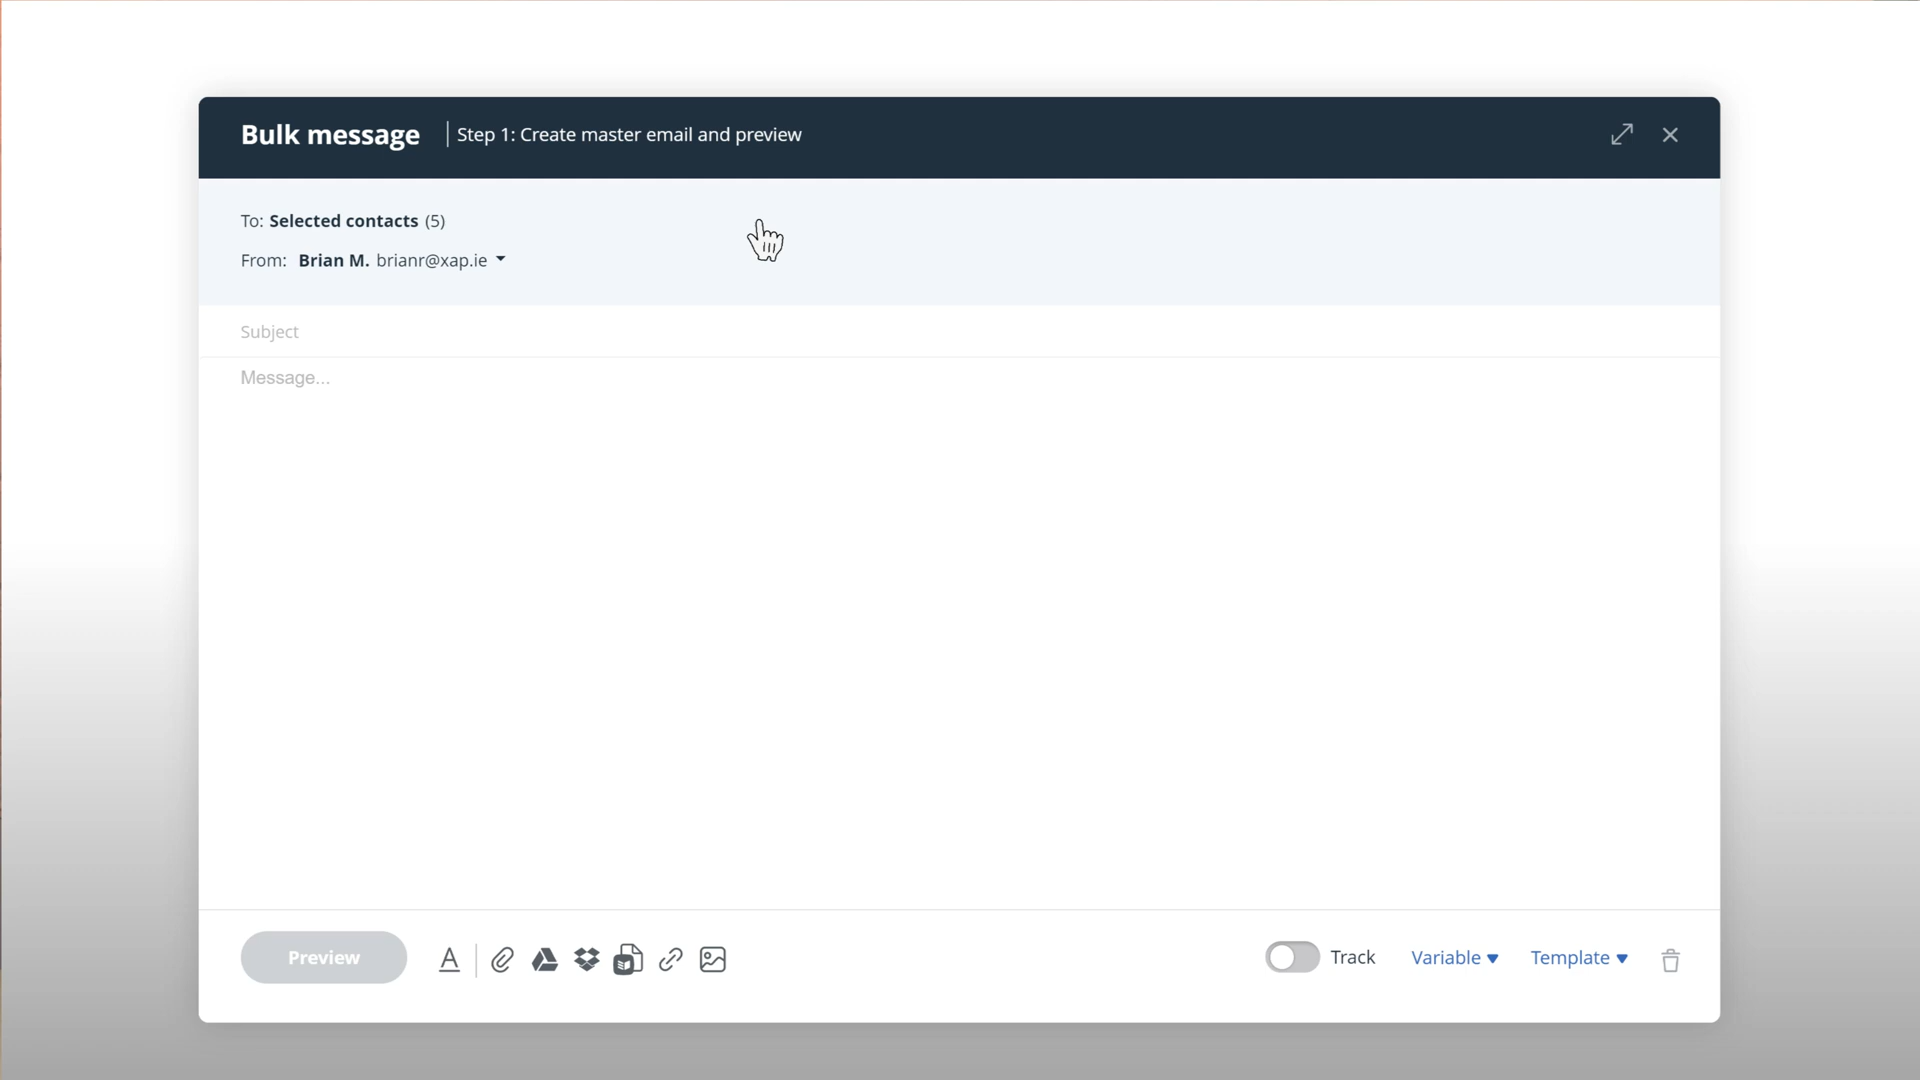 Bulk message Step 1: Create master email and preview
To: Selected contacts (5)
From: Brian M. brianr@xap.ie
Subject
Message...
Preview A Track Variable Template